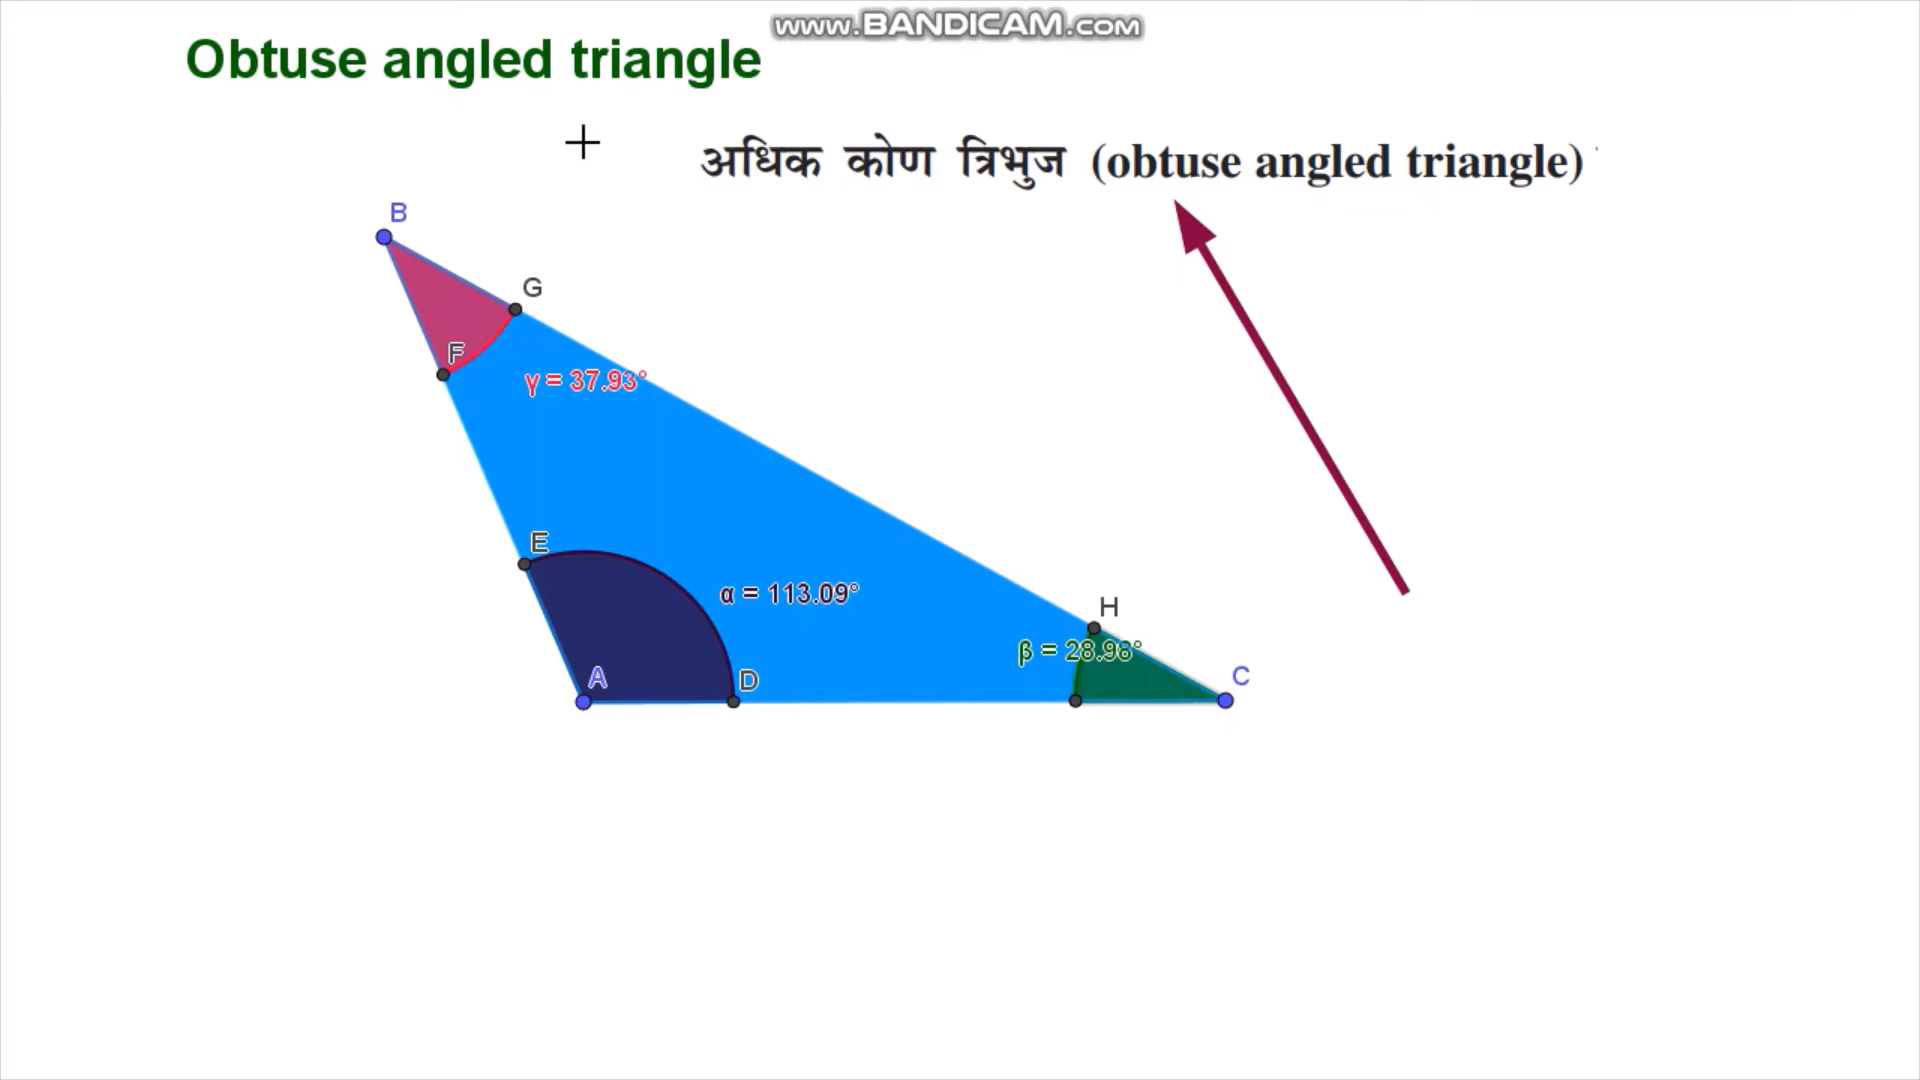 www.BANDICAM.com
Obtuse angled triangle
अधिक कोण त्रिभुज (obtuse angled triangle)
B
G
F
γ = 37.93°
E
α = 113.09°
H
β = 28.98°
A
D
C